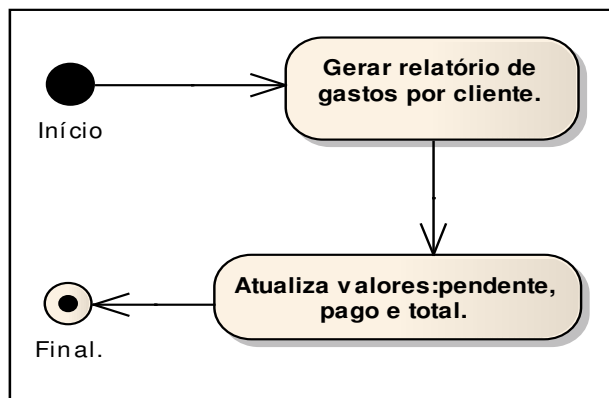 Gerar relatório de
gastos por cliente.
Início
Atualiza valores:pendente,
pago e total.
Final.